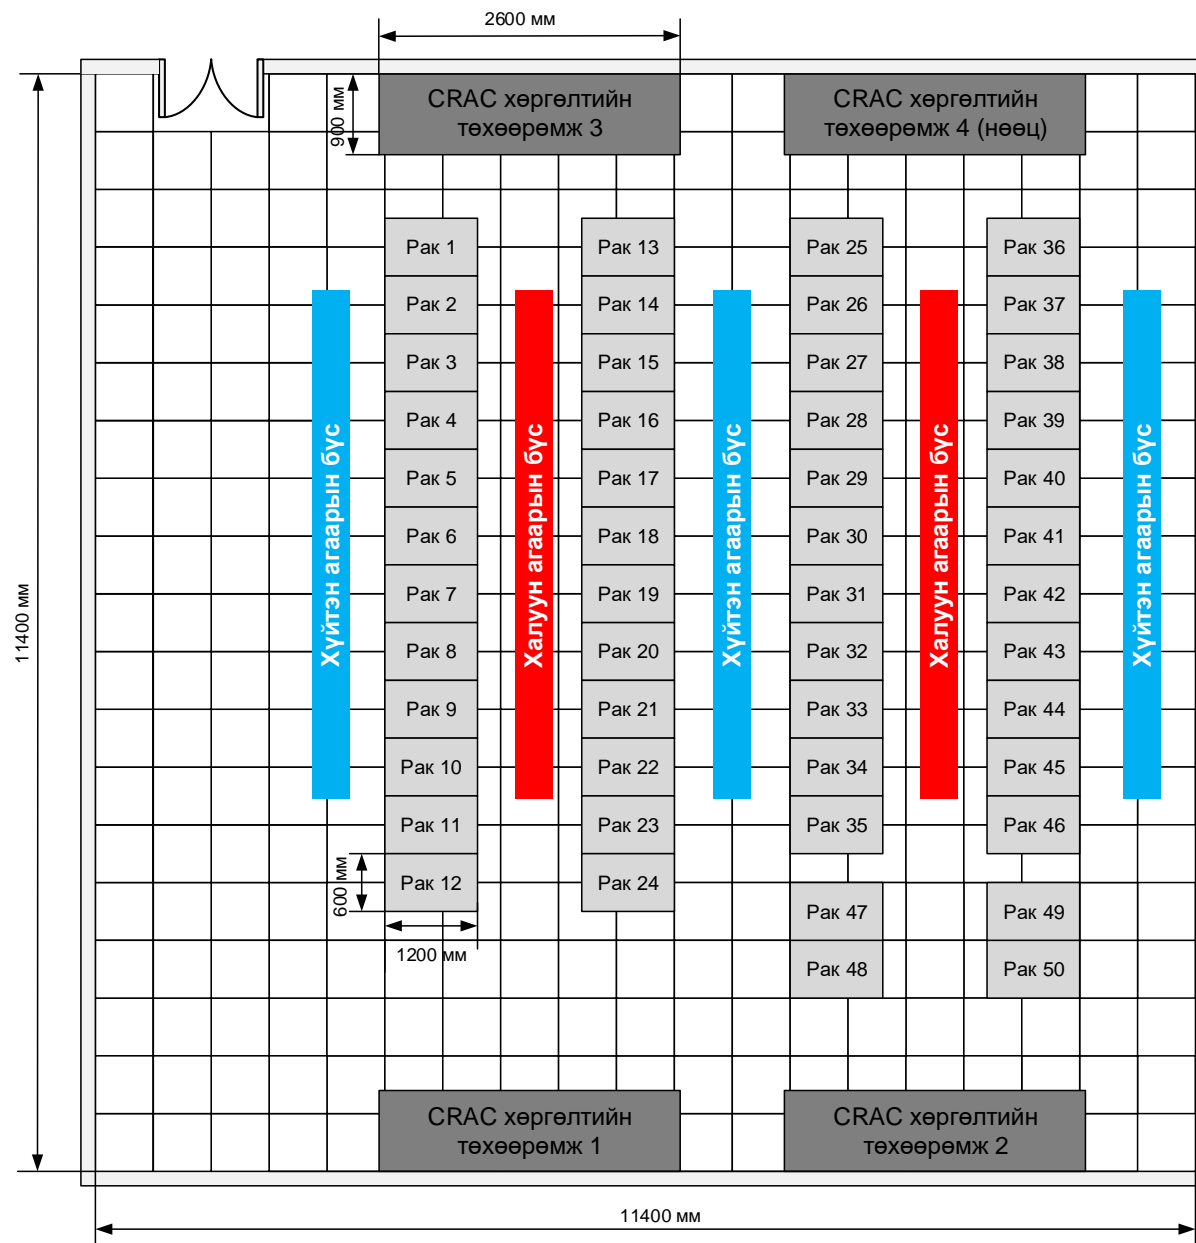 2600 мм
CRAC хөргөлтийн
төхөөрөмж 3
CRAC хөргөлтийн
төхөөрөмж 4 (нөөц)
900 мм
Рак 1
Рак 13
Рак 25
Рак 36
Рак 2
Рак 14
Рак 26
Рак 37
Рак 3
Рак 15
Рак 27
Рак 38
Рак 4
Рак 16
Рак 28
Рак 39
Рак 5
Рак 17
Рак 29
Рак 40
Рак 6
Рак 18
Рак 30
Рак 41
Рак 7
Рак 19
Рак 31
Рак 42
Рак 8
Рак 20
Рак 32
Рак 43
Рак 9
Рак 21
Рак 33
Рак 44
Рак 10
Рак 22
Рак 34
Рак 45
Рак 11
Рак 23
Рак 35
Рак 46
Рак 12
Рак 24
Рак 47
Рак 49
Рак 48
Рак 50
Хүйтэн агаарын бүс
Халуун агаарын бүс
Хүйтэн агаарын бүс
Халуун агаарын бүс
Хүйтэн агаарын бүс
11400 мм
600 мм
1200 мм
CRAC хөргөлтийн
төхөөрөмж 1
CRAC хөргөлтийн
төхөөрөмж 2
11400 мм